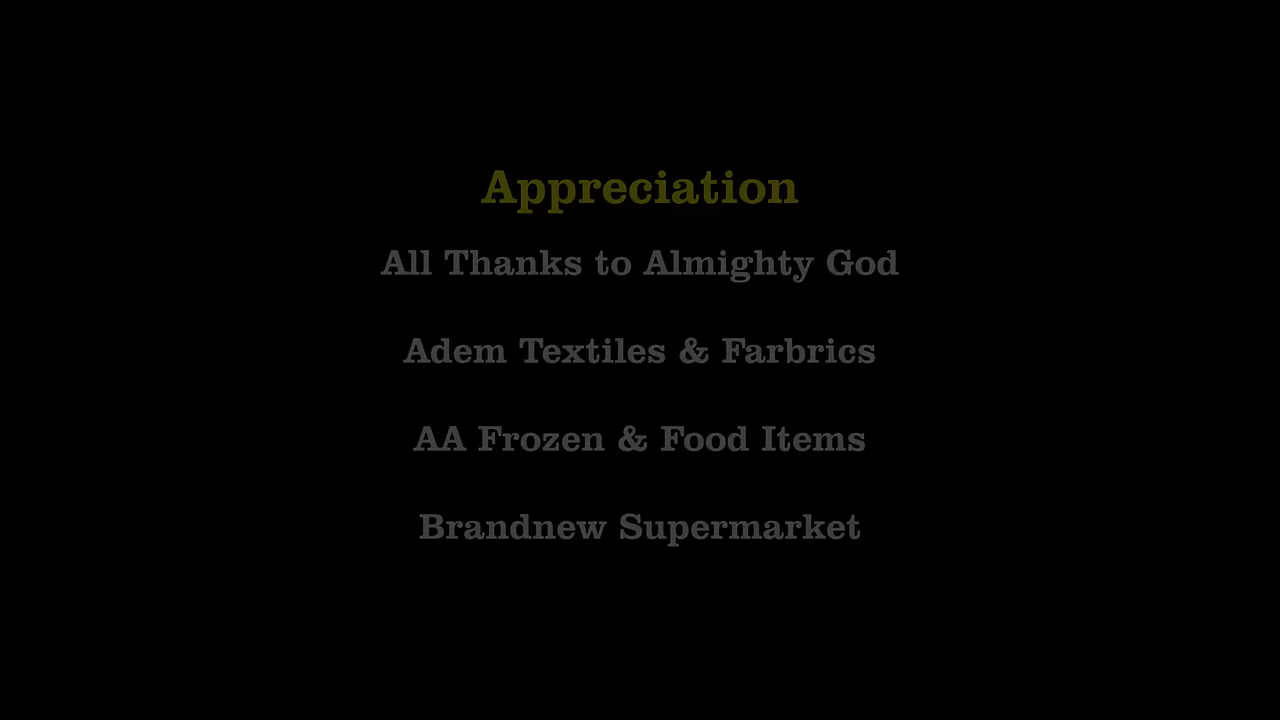 Appreciation
All Thanks to Almighty God
Adem Textiles & Farbrics
AA Frozen & Food Items
Brandnew Supermarket